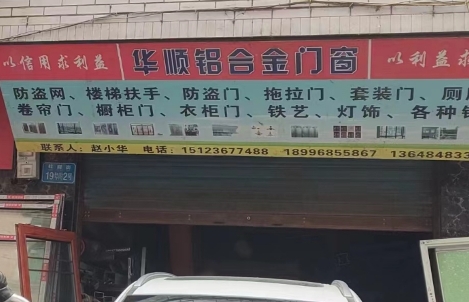 以信用求利益 华顺铝合金门窗 以利益求
防盗网、楼梯扶手、防盗门、拖拉门、套装门、厕
卷帘门、橱柜门、衣柜门、铁艺、灯饰、各种
联系人：赵小华 电话：15123677488 18996855867 13648483